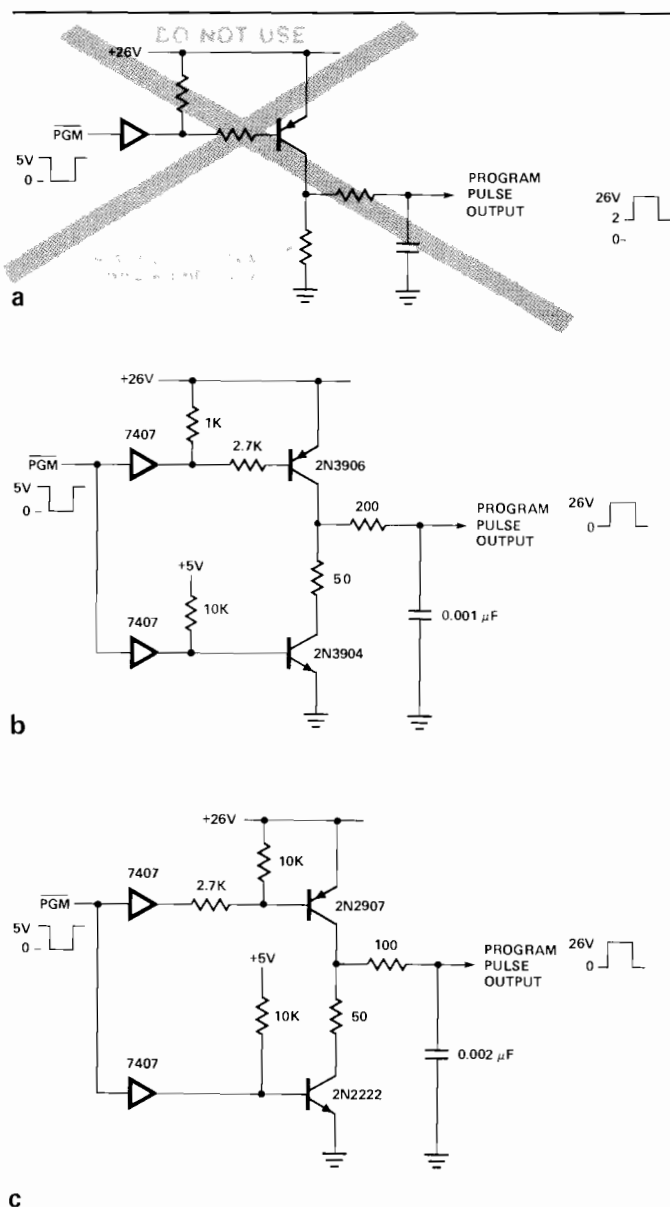 DO NOT USE
+26V
PGM
5V
0
PROGRAM
PULSE
OUTPUT
26V
2
0
a
+26V
1K
7407
2.7K
PGM
5V
0
2N3906
200
PROGRAM
PULSE
OUTPUT
26V
0
+5V
50
10K
7407
0.001 µF
2N3904
b
+26V
10K
7407
2.7K
PGM
5V
0
2N2907
+5V
100
PROGRAM
PULSE
OUTPUT
26V
0
10K
50
7407
0.002 µF
2N2222
c